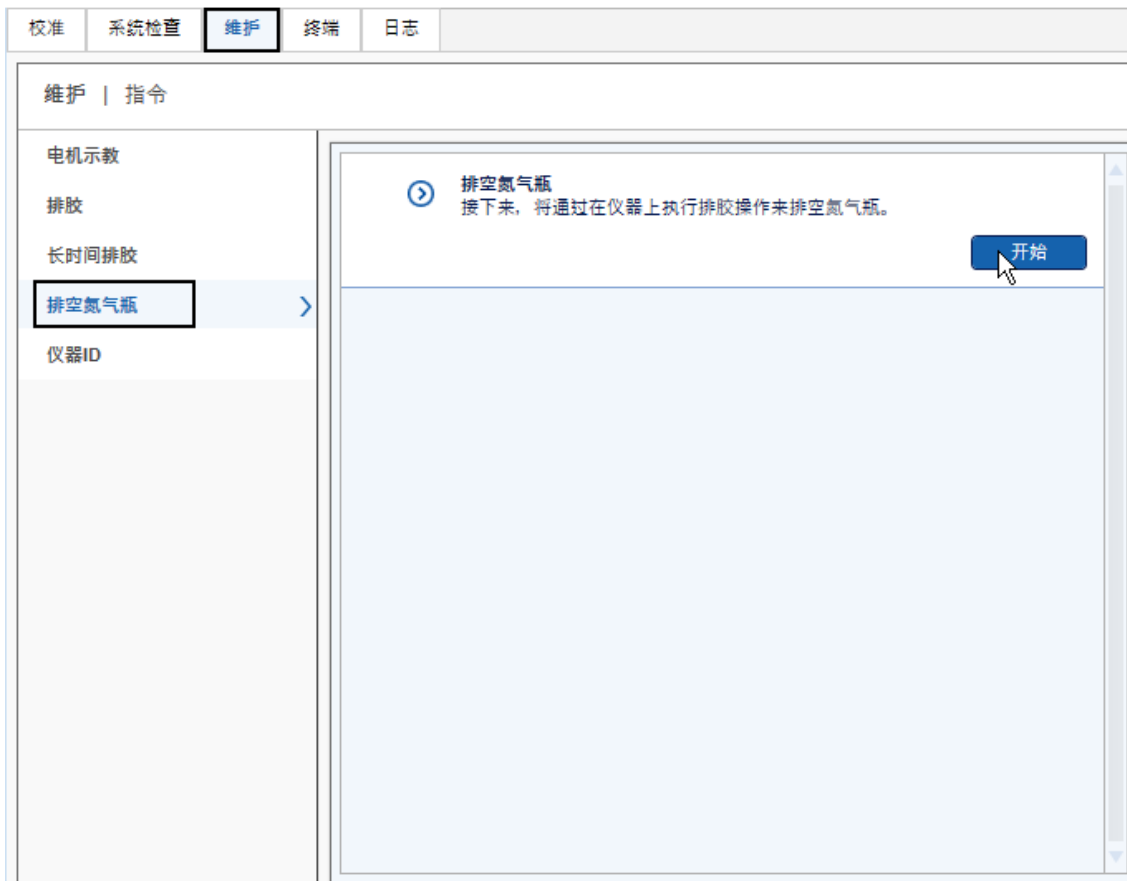 校准 系统检查 维护 终端 日志
维护 | 指令
电机示教
排胶
长时间排胶
排空氮气瓶
仪器ID
排空氮气瓶
接下来, 将通过在仪器上执行排胶操作来排空氮气瓶。
开始